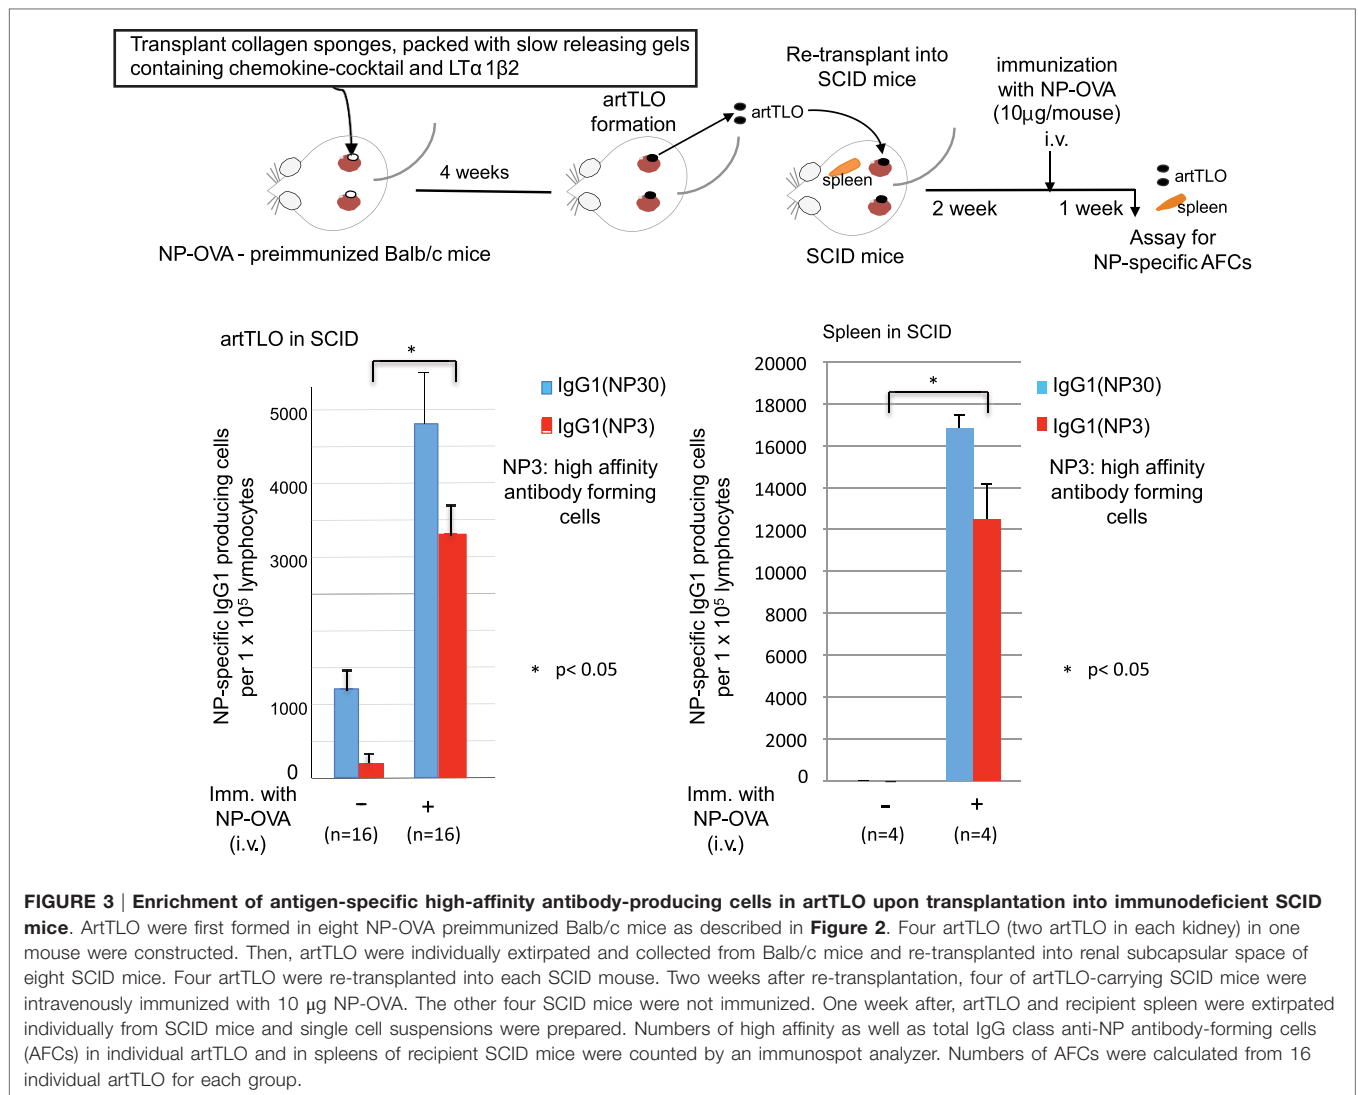 Transplant collagen sponges, packed with slow releasing gels
containing chemokine-cocktail and LTα 1β2
4 weeks
NP-OVA - preimmunized Balb/c mice
artTLO
formation
artTLO
Re-transplant into
SCID mice
spleen
SCID mice
immunization
with NP-OVA
(10μg/mouse)
i.v.
2 week
1 week
artTLO
spleen
Assay for
NP-specific AFCs
artTLO in SCID
*
NP-specific IgG1 producing cells
per 1 x 10⁵ lymphocytes
5000
4000
3000
1000
0
Imm. with
NP-OVA
(i.v.)
–
+
(n=16)
(n=16)
IgG1(NP30)
IgG1(NP3)
NP3: high affinity
antibody forming
cells
* p< 0.05
Spleen in SCID
*
NP-specific IgG1 producing cells
per 1 x 10⁵ lymphocytes
20000
18000
16000
14000
12000
10000
8000
6000
4000
2000
0
Imm. with
NP-OVA
(i.v.)
-
+
(n=4)
(n=4)
IgG1(NP30)
IgG1(NP3)
NP3: high affinity
antibody forming
cells
* p< 0.05
FIGURE 3 | Enrichment of antigen-specific high-affinity antibody-producing cells in artTLO upon transplantation into immunodeficient SCID
mice. ArtTLO were first formed in eight NP-OVA preimmunized Balb/c mice as described in Figure 2. Four artTLO (two artTLO in each kidney) in one
mouse were constructed. Then, artTLO were individually extirpated and collected from Balb/c mice and re-transplanted into renal subcapsular space of
eight SCID mice. Four artTLO were re-transplanted into each SCID mouse. Two weeks after re-transplantation, four of artTLO-carrying SCID mice were
intravenously immunized with 10 μg NP-OVA. The other four SCID mice were not immunized. One week after, artTLO and recipient spleen were extirpated
individually from SCID mice and single cell suspensions were prepared. Numbers of high affinity as well as total IgG class anti-NP antibody-forming cells
(AFCs) in individual artTLO and in spleens of recipient SCID mice were counted by an immunospot analyzer. Numbers of AFCs were calculated from 16
individual artTLO for each group.